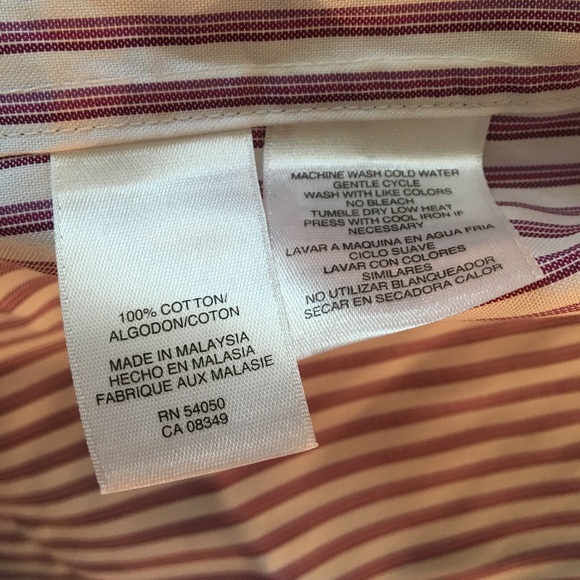 100% COTTON/
ALGODON/COTON
MADE IN MALAYSIA
HECHO EN MALASIA
FABRIQUE AUX MALASIE
RN 54050
CA 08349
MACHINE WASH COLD WATER
GENTLE CYCLE
WASH WITH LIKE COLORS
NO BLEACH
TUMBLE DRY LOW HEAT
PRESS WITH COOL IRON IF
NECESSARY
LAVAR A MAQUINA EN AGUA FRIA
CICLO SUAVE
LAVAR CON COLORES
SIMILARES
NO UTILIZAR BLANQUEADOR
SECAR EN SECADORA CALOR